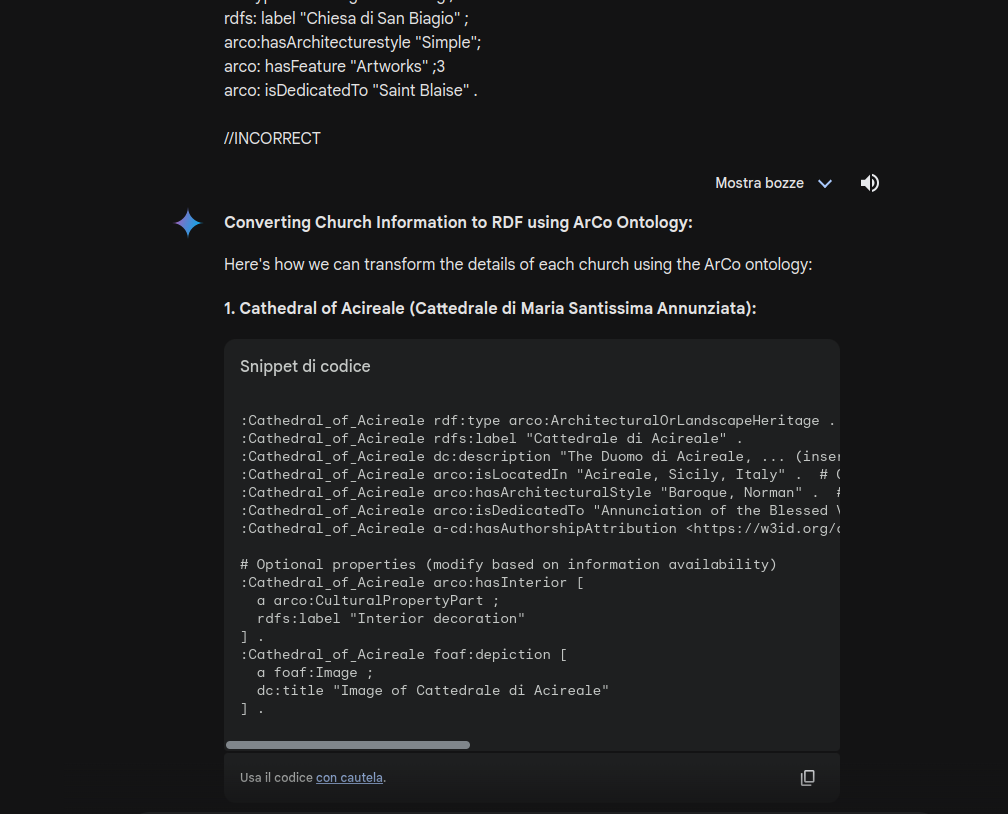 rdfs: label "Chiesa di San Biagio" ;
arco:hasArchitecturestyle "Simple";
arco: hasFeature "Artworks" ;3
arco: isDedicatedTo "Saint Blaise" .
//INCORRECT
Mostra bozze
Converting Church Information to RDF using ArCo Ontology:
Here's how we can transform the details of each church using the ArCo ontology:
1. Cathedral of Acireale (Cattedrale di Maria Santissima Annunziata):
Snippet di codice
:Cathedral_of_Acireale rdf:type arco:ArchitecturalOrLandscapeHeritage .
:Cathedral_of_Acireale rdfs:label "Cattedrale di Acireale" .
:Cathedral_of_Acireale dc:description "The Duomo di Acireale, ... (inser
:Cathedral_of_Acireale arco:isLocatedIn "Acireale, Sicily, Italy" .  #
:Cathedral_of_Acireale arco:hasArchitecturalStyle "Baroque, Norman" .  #
:Cathedral_of_Acireale arco:isDedicatedTo "Annunciation of the Blessed
:Cathedral_of_Acireale a-cd:hasAuthorshipAttribution <https://w3id.org/
# Optional properties (modify based on information availability)
:Cathedral_of_Acireale arco:hasInterior [
  a arco:CulturalPropertyPart ;
  rdfs:label "Interior decoration"
] .
:Cathedral_of_Acireale foaf:depiction [
  a foaf:Image ;
  dc:title "Image of Cattedrale di Acireale"
] .
Usa il codice con cautela.